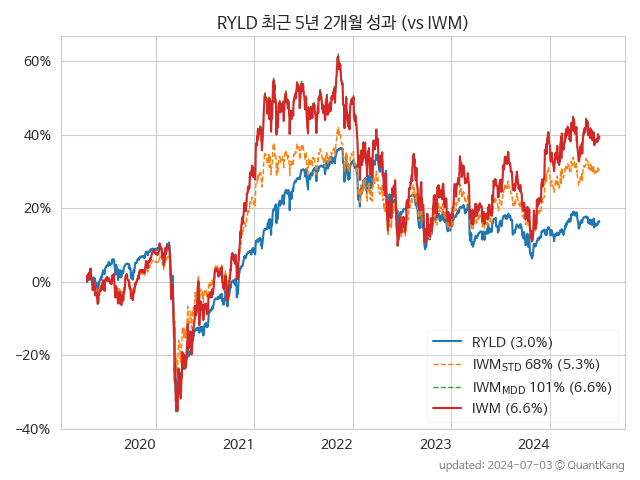 RYLD 최근 5년 2개월 성과 (vs IWM)
60%
40%
20%
0%
−20%
−40%
2020 2021 2022 2023 2024
RYLD (3.0%)
IWM_STD 68% (5.3%)
IWM_MDD 101% (6.6%)
IWM (6.6%)
updated: 2024-07-03 © QuantKang